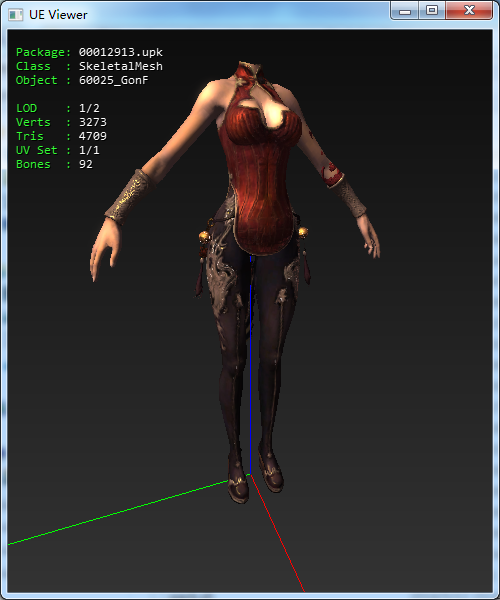 UE Viewer
Package: 00012913.upk
Class : SkeletalMesh
Object : 60025_GonF
LOD : 1/2
Verts : 3273
Tris : 4709
UV Set : 1/1
Bones : 92